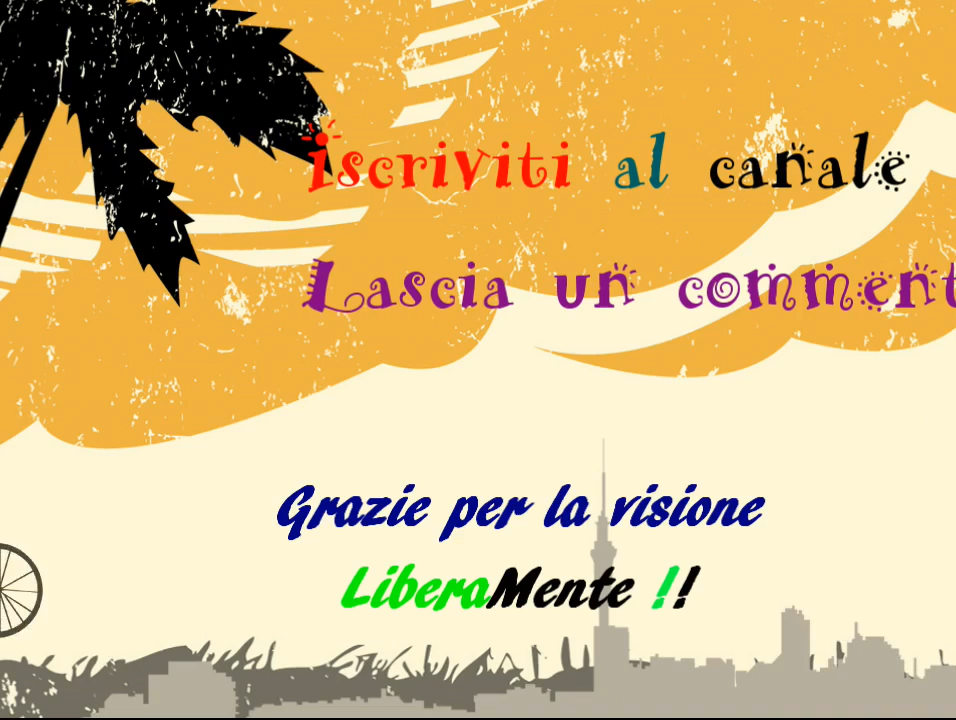 iscriviti al canale
Lascia un comment
Grazie per la visione
LiberaMente !!